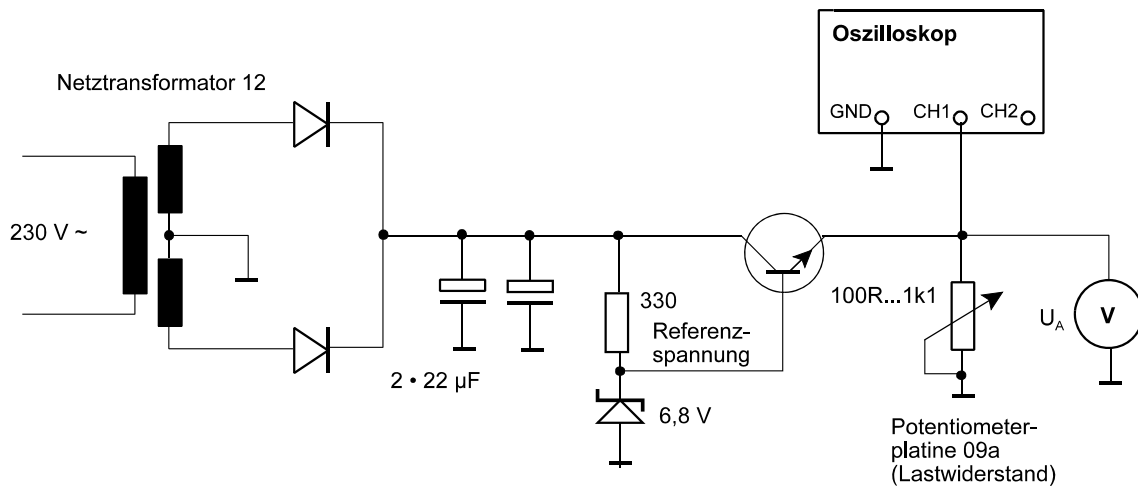 Oszilloskop
GND
CH1
CH2
Netztransformator 12
230 V ~
2 • 22 µF
330
Referenz-
spannung
6,8 V
100R...1k1
U_A
V
Potentiometer-
platine 09a
(Lastwiderstand)